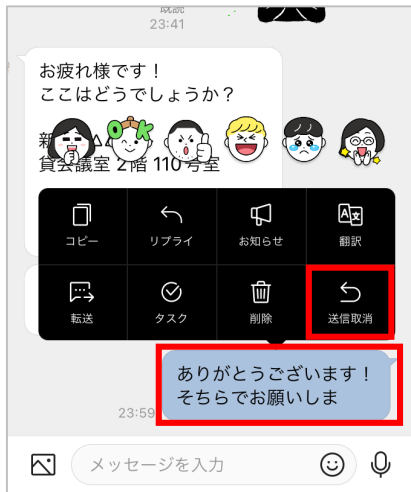 既読
23:41
お疲れ様です！
ここはどうでしょうか？
OK
新
貸会議室 2階 110号室
コピー
リプライ
お知らせ
翻訳
転送
タスク
削除
送信取消
ありがとうございます！
そちらでお願いしま
23:59
メッセージを入力